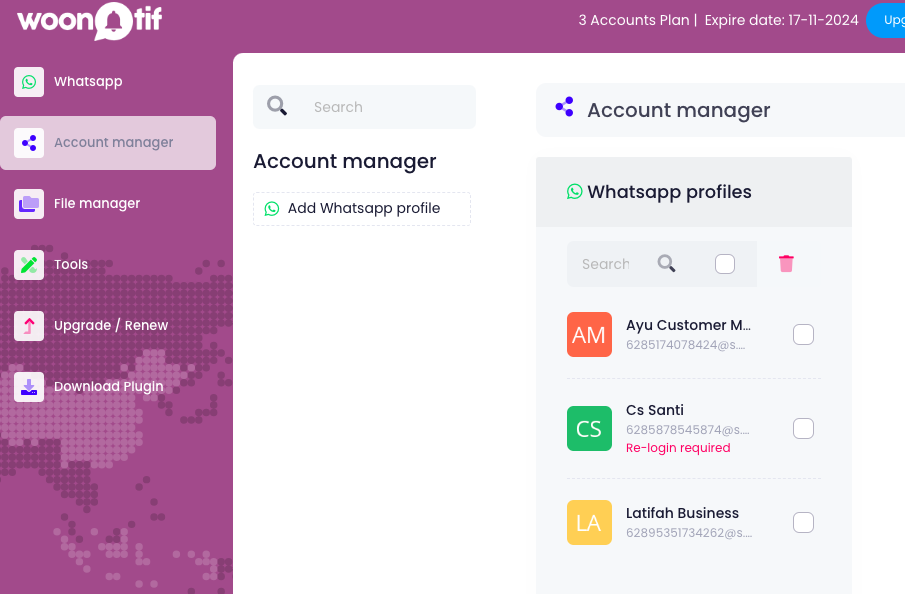 woonotif
3 Accounts Plan | Expire date: 17-11-2024
Upg
Whatsapp
Account manager
File manager
Tools
Upgrade / Renew
Download Plugin
Search
Account manager
Add Whatsapp profile
Account manager
Whatsapp profiles
Search
AM
Ayu Customer M...
6285174078424@s....
CS
Cs Santi
6285878545874@s....
Re-login required
LA
Latifah Business
62895351734262@s....